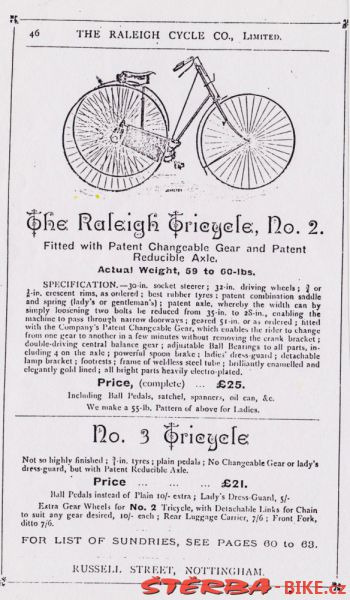 46 THE RALEIGH CYCLE CO., LIMITED.
The Raleigh Tricycle, No. 2.
Fitted with Patent Changeable Gear and Patent
Reducible Axle.
Actual Weight, 59 to 60-lbs.
SPECIFICATION.—30-in. socket steerer; 32-in. driving wheels; ¾ or
⅞-in. crescent rims, as ordered; best rubber tyres; patent combination saddle
and spring (lady's or gentleman's); patent axle, whereby the width can by
simply loosening two bolts be reduced from 35-in. to 28-in., enabling the
machine to pass through narrow doorways; geared 51-in. or as ordered; fitted
with the Company's Patent Changeable Gear, which enables the rider to change
from one gear to another in a few minutes without removing the crank bracket;
double-driving central balance gear; adjustable Ball Bearings to all parts, in-
cluding 4 on the axle; powerful spoon brake; ladies' dress-guard; detachable
lamp bracket; footrests; frame of weldless steel tube; brilliantly enamelled and
elegantly gold lined; all bright parts heavily electro-plated.
Price, (complete) ... £25.
Including Ball Pedals, satchel, spanners, oil can, &c.
We make a 55-lb. Pattern of above for Ladies.
No. 3 Tricycle
Not so highly finished; ¾-in. tyres; plain pedals; No Changeable Gear or lady's
dress-guard, but with Patent Reducible Axle.
Price ... ... £21.
Ball Pedals instead of Plain 10/- extra; Lady's Dress-Guard, 5/-
Extra Gear Wheels for No. 2 Tricycle, with Detachable Links for Chain
to suit any gear desired, 10/- each; Rear Luggage Carrier, 7/6; Front Fork,
ditto 7/6.
FOR LIST OF SUNDRIES, SEE PAGES 60 to 63.
RUSSELL STREET, NOTTINGHAM.
ŠTĚRBA-BIKE.cz